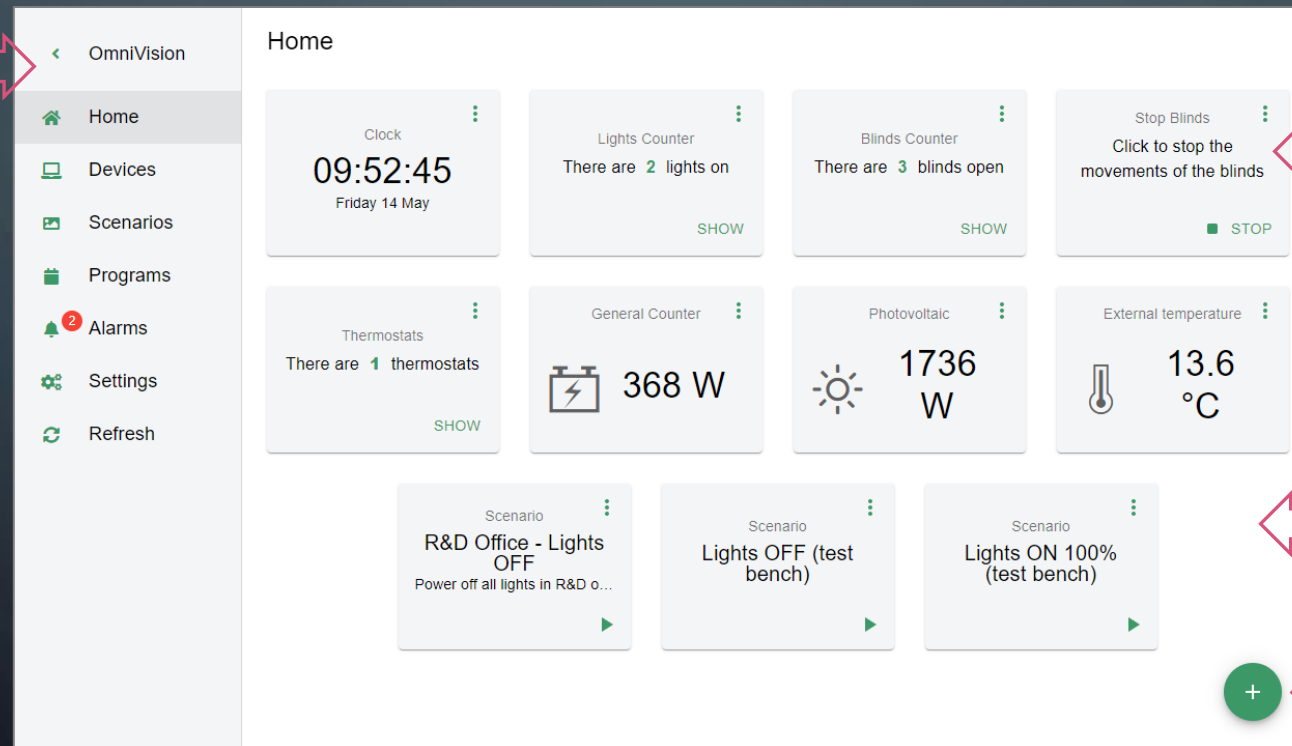 OmniVision
Home
Devices
Scenarios
Programs
2
Alarms
Settings
Refresh
Home
Clock
09:52:45
Friday 14 May
Lights Counter
There are 2 lights on
SHOW
Blinds Counter
There are 3 blinds open
SHOW
Stop Blinds
Click to stop the
movements of the blinds
STOP
Thermostats
There are 1 thermostats
SHOW
General Counter
368 W
Photovoltaic
1736
W
External temperature
13.6
°C
Scenario
R&D Office - Lights
OFF
Power off all lights in R&D o...
Scenario
Lights OFF (test
bench)
Scenario
Lights ON 100%
(test bench)
+